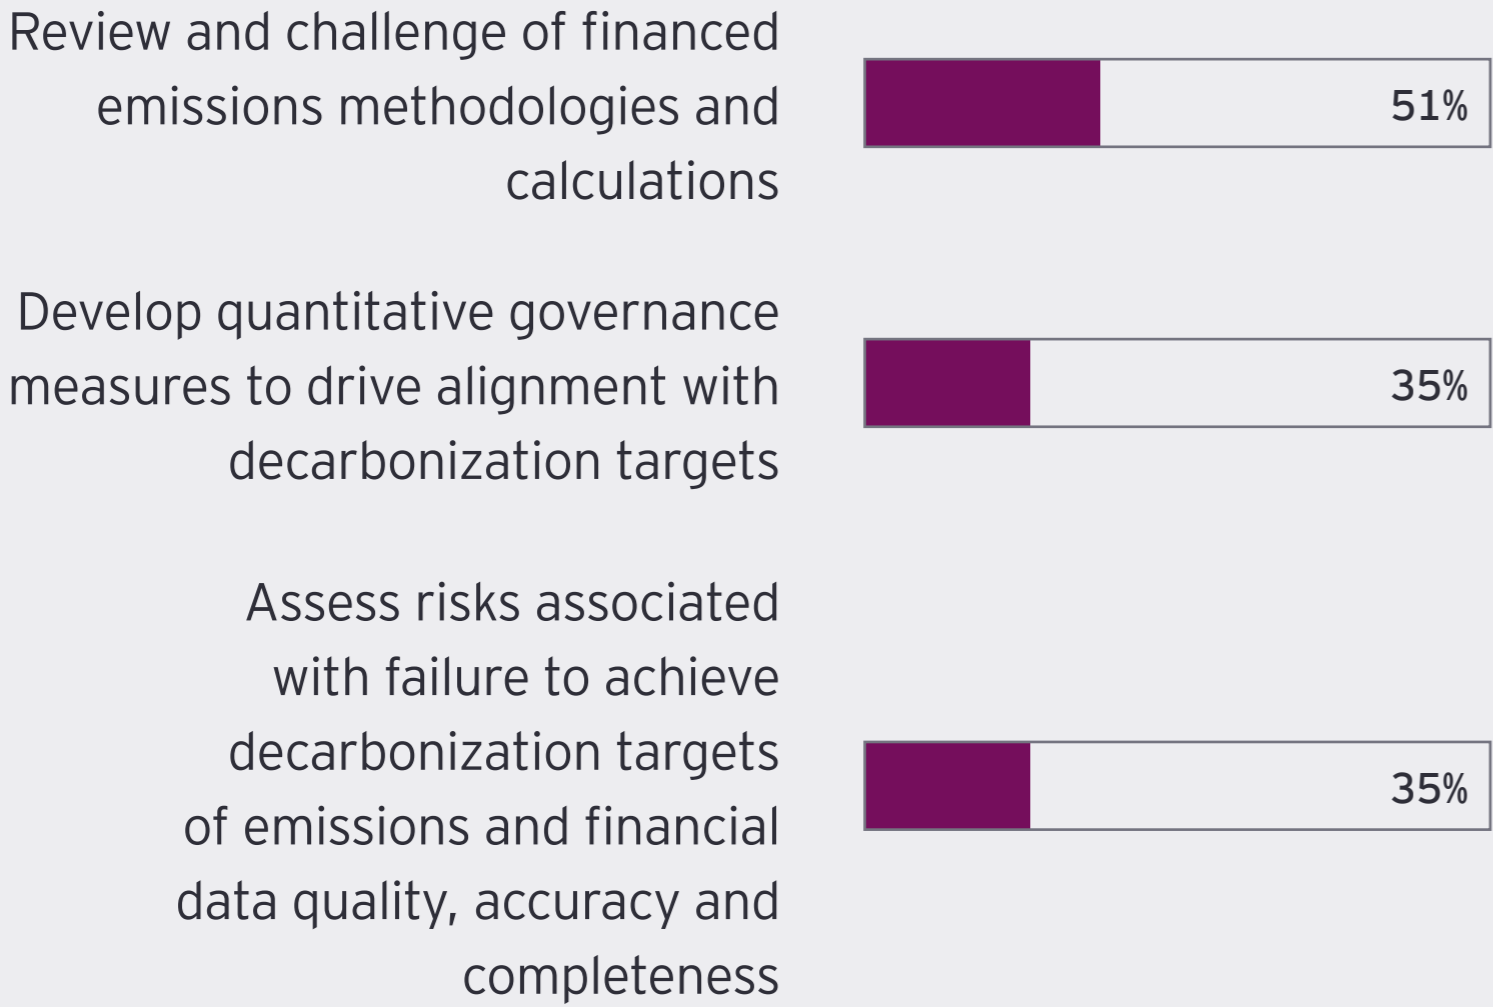 Review and challenge of financed
emissions methodologies and
calculations
51%
Develop quantitative governance
measures to drive alignment with
decarbonization targets
35%
Assess risks associated
with failure to achieve
decarbonization targets
of emissions and financial
data quality, accuracy and
completeness
35%